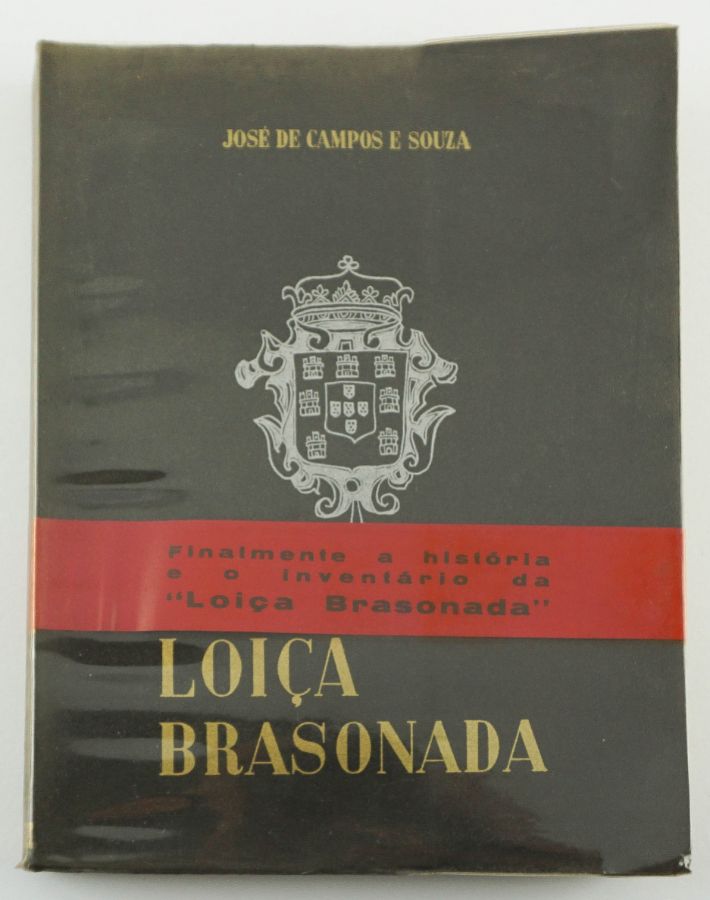 JOSÉ DE CAMPOS E SOUZA
Finalmente a história
e o inventário da
“Loiça Brasonada”
LOIÇA
BRASONADA